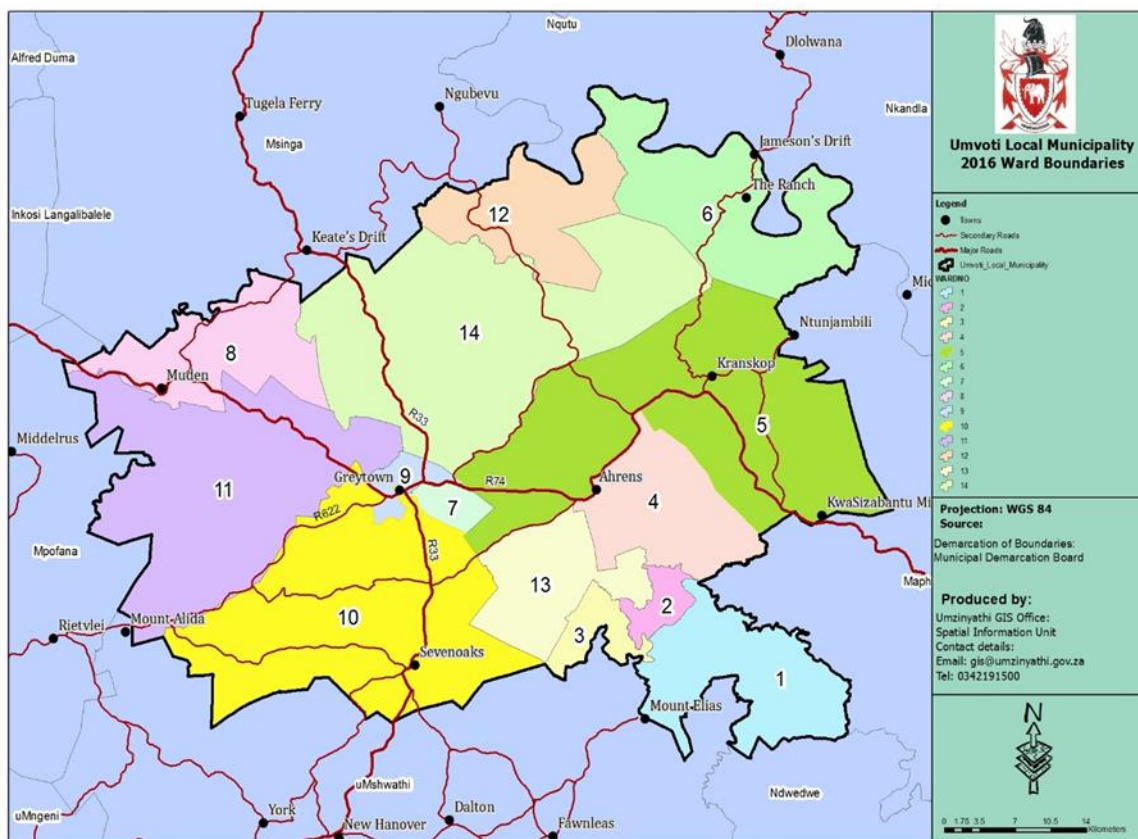 Nqutu
Dlolwana
Alfred Duma
Ngubevu
Nkandla
Tugela Ferry
Msinga
Jameson's Drift
The Ranch
12
6
Inkosi Langalibalele
Keate's Drift
Mic
14
Ntunjambili
8
Muden
Kranskop
R33
5
Middelrus
11
Greytown
9
R74
Ahrens
7
4
KwaSizabantu Mi
R622
R33
Mpofana
Maph
13
2
10
3
Rietvlei
Mount Alida
Sevenoaks
1
Mount Elias
uMshwathi
Ndwedwe
uMngeni
York
New Hanover
Dalton
Fawnleas
Umvoti Local Municipality
2016 Ward Boundaries
Legend
Towns
Secondary Roads
Major Roads
Umvoti_Local_Municipality
WARDNO
1
2
3
4
5
6
7
8
9
10
11
12
13
14
Projection: WGS 84
Source:
Demarcation of Boundaries:
Municipal Demarcation Board
Produced by:
Umzinyathi GIS Office:
Spatial Information Unit
Contact details:
Email: gis@umzinyathi.gov.za
Tel: 0342191500
N
0 1.75 3.5 7 10.5 14
Kilometers